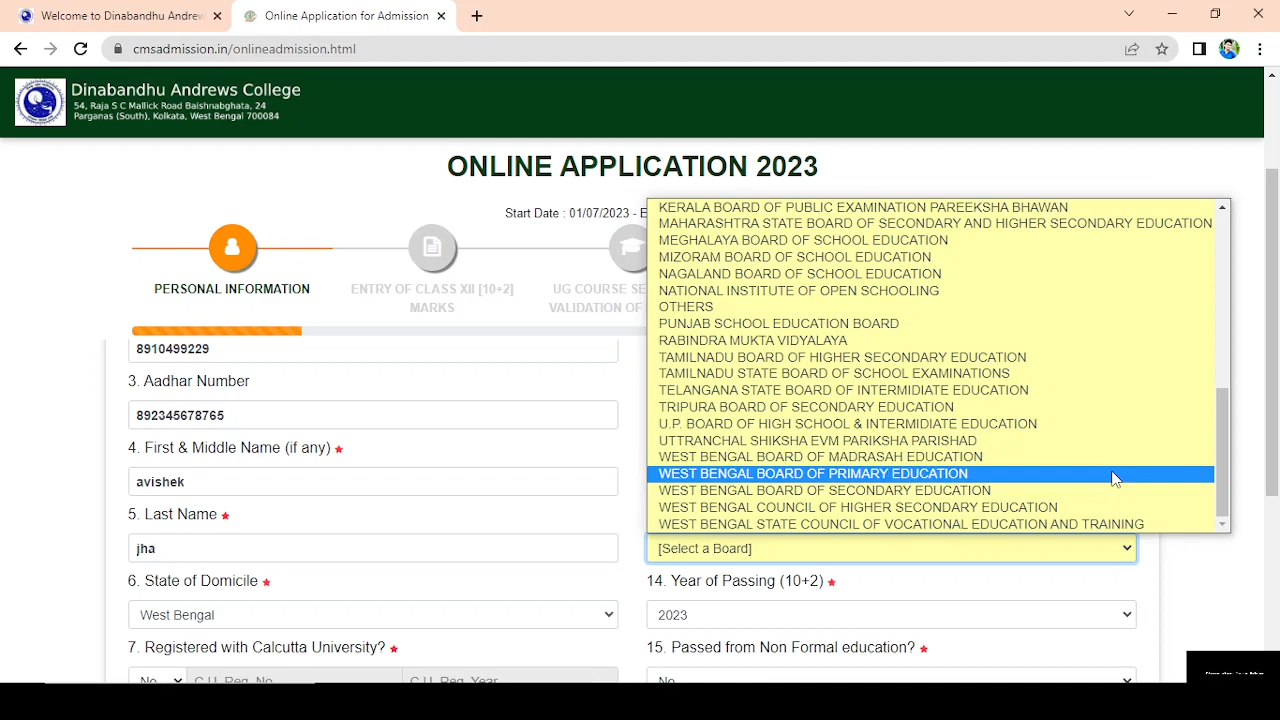 Welcome to Dinabandhu Andrew
Online Application for Admission
cmsadmission.in/onlineadmission.html
Dinabandhu Andrews College
54, Raja S C Mallick Road Baishnabghata, 24
Parganas (South), Kolkata, West Bengal 700084
ONLINE APPLICATION 2023
Start Date : 01/07/2023 - E
PERSONAL INFORMATION
ENTRY OF CLASS XII [10+2]
MARKS
UG COURSE SE
VALIDATION OF
8910499229
3. Aadhar Number
892345678765
4. First & Middle Name (if any) *
avishek
5. Last Name *
jha
6. State of Domicile *
West Bengal
7. Registered with Calcutta University? *
No
C.U. Reg. No.
C.U. Reg. Year
KERALA BOARD OF PUBLIC EXAMINATION PAREEKSHA BHAWAN
MAHARASHTRA STATE BOARD OF SECONDARY AND HIGHER SECONDARY EDUCATION
MEGHALAYA BOARD OF SCHOOL EDUCATION
MIZORAM BOARD OF SCHOOL EDUCATION
NAGALAND BOARD OF SCHOOL EDUCATION
NATIONAL INSTITUTE OF OPEN SCHOOLING
OTHERS
PUNJAB SCHOOL EDUCATION BOARD
RABINDRA MUKTA VIDYALAYA
TAMILNADU BOARD OF HIGHER SECONDARY EDUCATION
TAMILNADU STATE BOARD OF SCHOOL EXAMINATIONS
TELANGANA STATE BOARD OF INTERMIDIATE EDUCATION
TRIPURA BOARD OF SECONDARY EDUCATION
U.P. BOARD OF HIGH SCHOOL & INTERMIDIATE EDUCATION
UTTRANCHAL SHIKSHA EVM PARIKSHA PARISHAD
WEST BENGAL BOARD OF MADRASAH EDUCATION
WEST BENGAL BOARD OF PRIMARY EDUCATION
WEST BENGAL BOARD OF SECONDARY EDUCATION
WEST BENGAL COUNCIL OF HIGHER SECONDARY EDUCATION
WEST BENGAL STATE COUNCIL OF VOCATIONAL EDUCATION AND TRAINING
[Select a Board]
14. Year of Passing (10+2) *
2023
15. Passed from Non Formal education? *
No